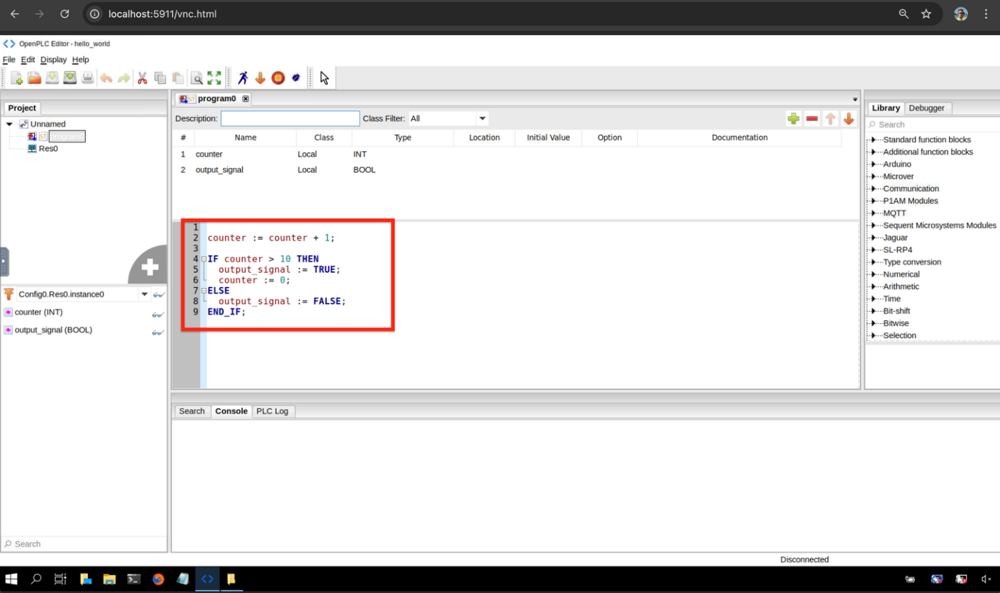 localhost:5911/vnc.html
OpenPLC Editor - hello_world
File Edit Display Help
Project
Unnamed
ST program0
Res0
Config0.Res0.instance0
counter (INT)
output_signal (BOOL)
Search
ST program0
Description: Class Filter: All
# Name Class Type Location Initial Value Option Documentation
1 counter Local INT
2 output_signal Local BOOL
1
2 counter := counter + 1;
3
4 IF counter > 10 THEN
5 output_signal := TRUE;
6 counter := 0;
7 ELSE
8 output_signal := FALSE;
9 END_IF;
Search Console PLC Log
Library Debugger
Search
Standard function blocks
Additional function blocks
Arduino
Microver
Communication
P1AM Modules
MQTT
Sequent Microsystems Modules
Jaguar
SL-RP4
Type conversion
Numerical
Arithmetic
Time
Bit-shift
Bitwise
Selection
Disconnected